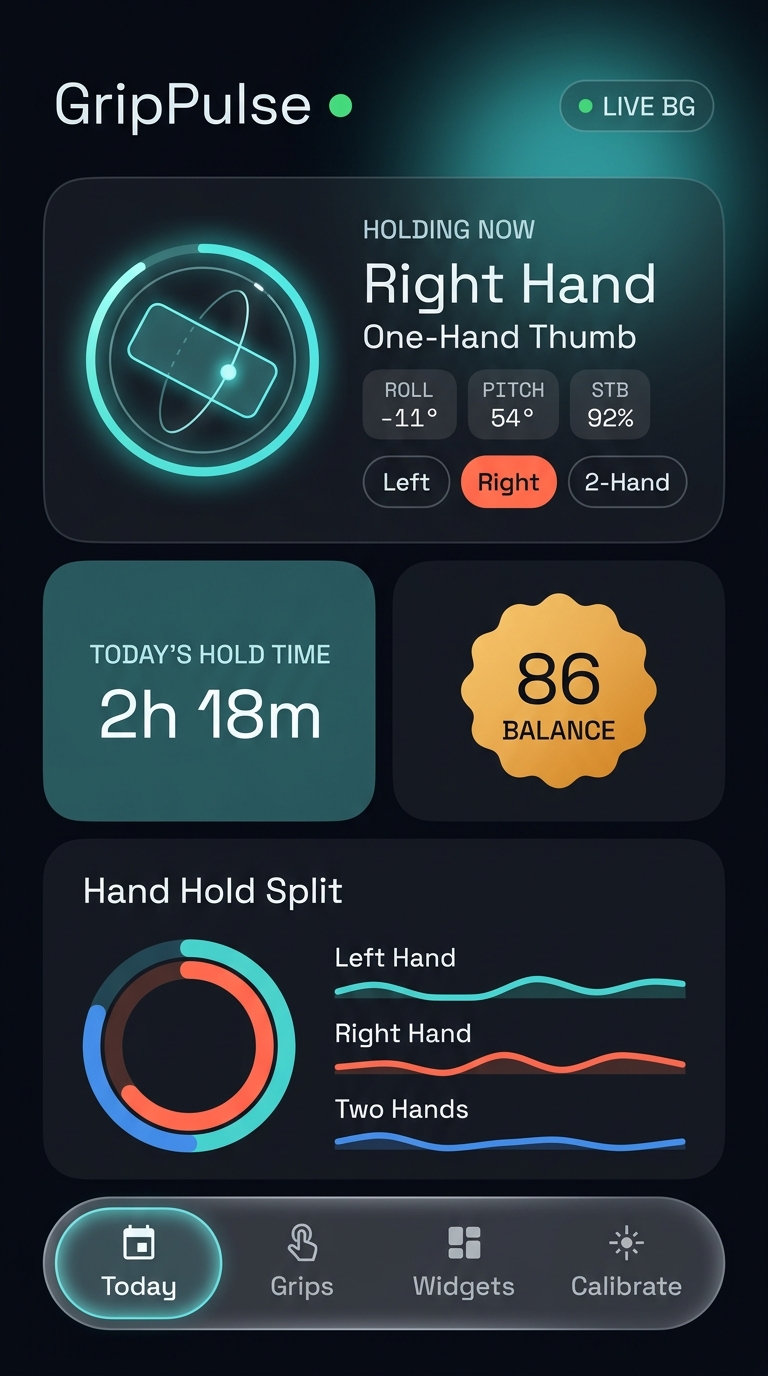 GripPulse
LIVE BG
HOLDING NOW
Right Hand
One-Hand Thumb
ROLL PITCH STB
-11° 54° 92%
Left Right 2-Hand
TODAY'S HOLD TIME
2h 18m
86
BALANCE
Hand Hold Split
Left Hand
Right Hand
Two Hands
Today Grips Widgets Calibrate